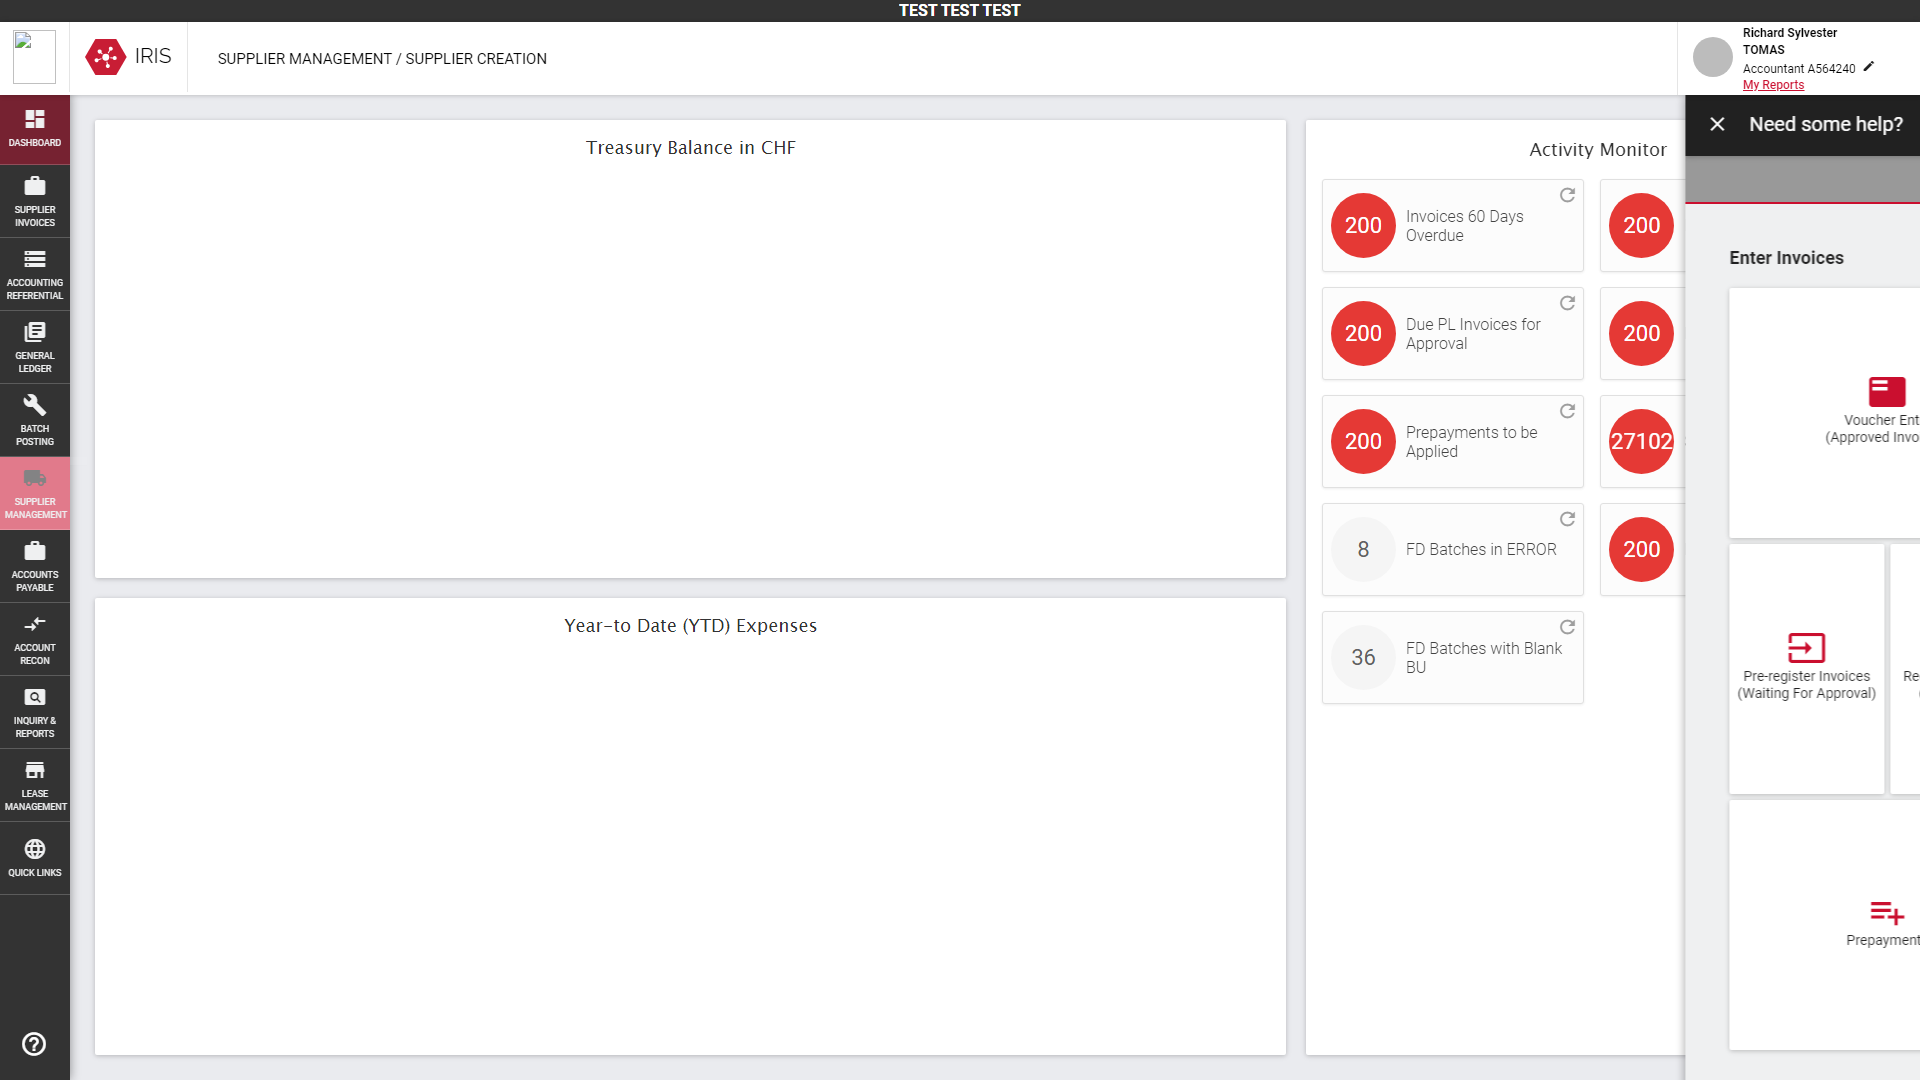 TEST TEST TEST
IRIS
SUPPLIER MANAGEMENT / SUPPLIER CREATION
Richard Sylvester
TOMAS
Accountant A564240
My Reports
DASHBOARD
SUPPLIER
INVOICES
ACCOUNTING
REFERENTIAL
GENERAL
LEDGER
BATCH
POSTING
SUPPLIER
MANAGEMENT
ACCOUNTS
PAYABLE
ACCOUNT
RECON
INQUIRY &
REPORTS
LEASE
MANAGEMENT
QUICK LINKS
Treasury Balance in CHF
Year-to Date (YTD) Expenses
Activity Monitor
200
Invoices 60 Days
Overdue
200
200
Due PL Invoices for
Approval
200
200
Prepayments to be
Applied
27102
8
FD Batches in ERROR
200
36
FD Batches with Blank
BU
Need some help?
Enter Invoices
Voucher Ent
(Approved Invo
Pre-register Invoices
(Waiting For Approval)
Re
Prepayment